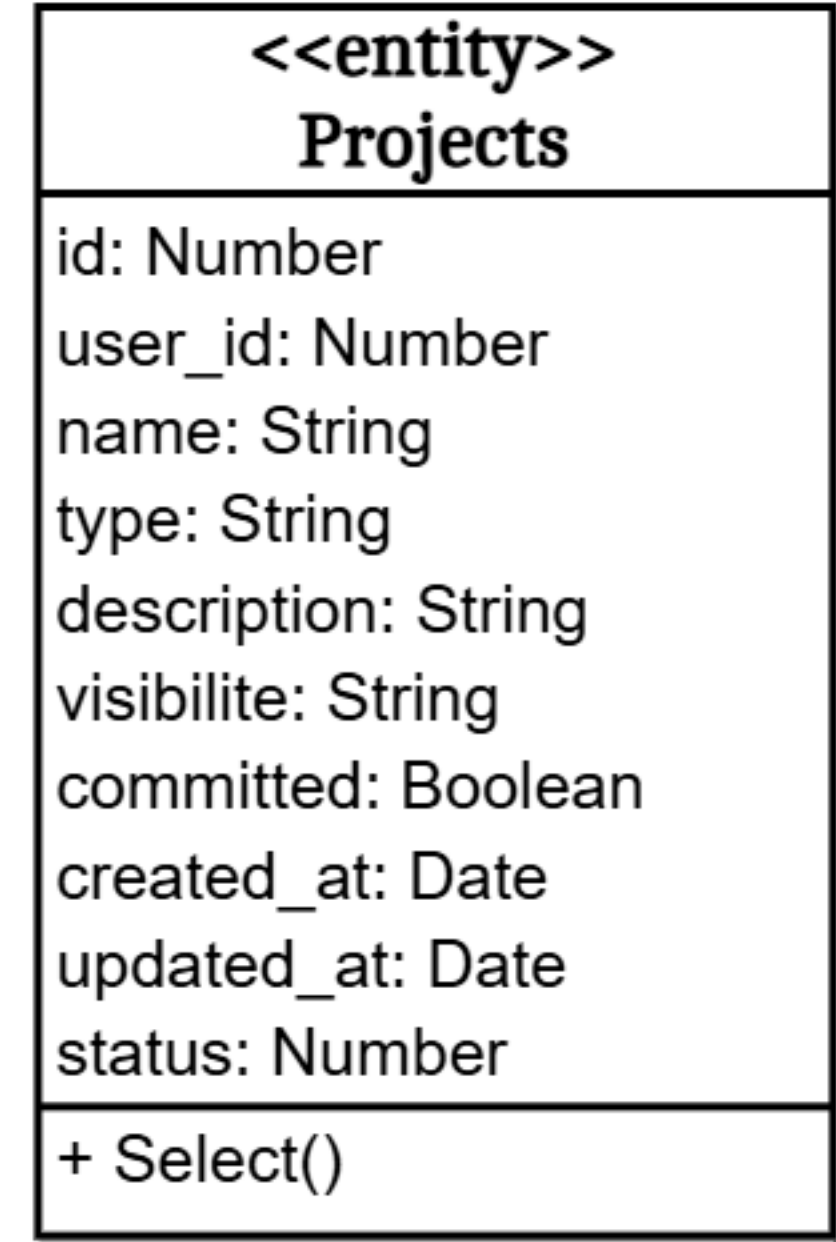 <<entity>>
Projects
id: Number
user_id: Number
name: String
type: String
description: String
visibilite: String
committed: Boolean
created_at: Date
updated_at: Date
status: Number
+ Select()